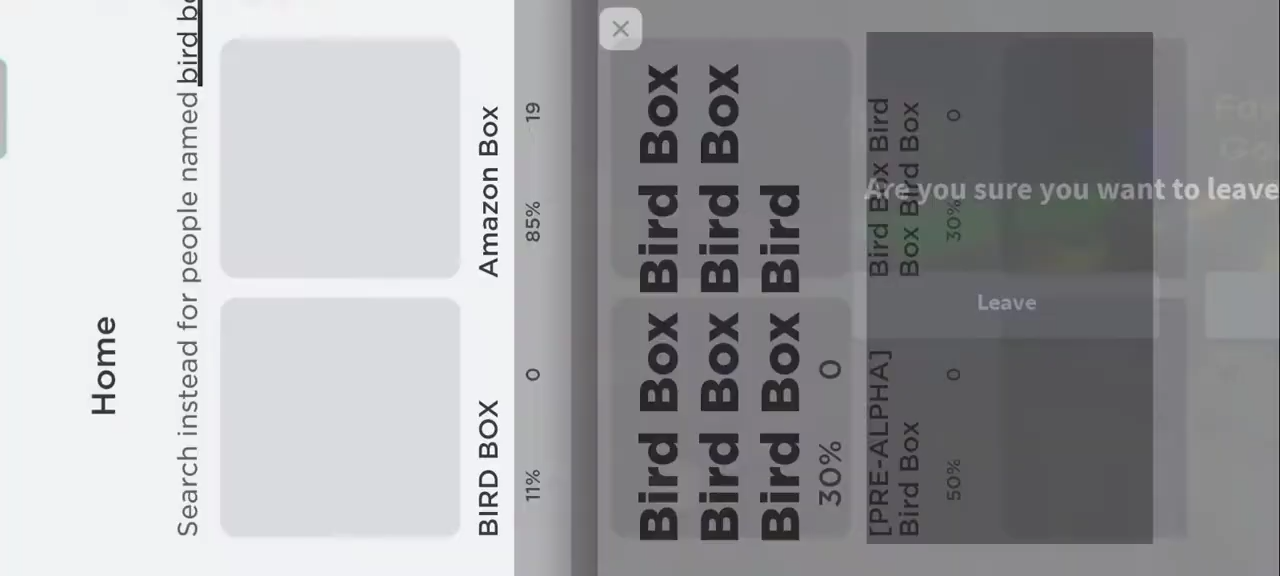 Home
Search instead for people named bird bo
BIRD BOX
11% 0
Amazon Box
85% 19
Bird Box Bird Box
Bird Box Bird Box
Bird Box Bird
30% 0
[PRE-ALPHA]
Bird Box
50% 0
Bird Box Bird
Box Bird Box
30% 0
Are you sure you want to leave
Leave